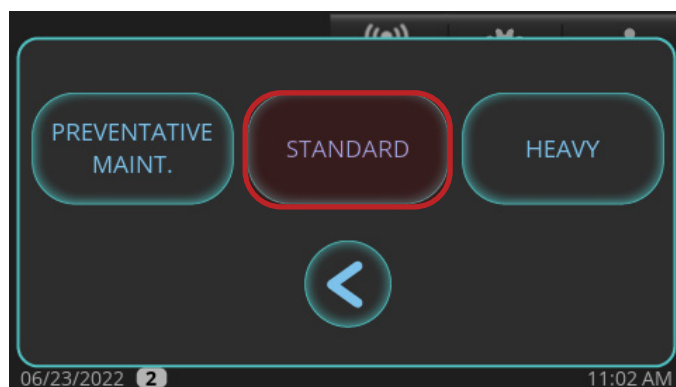 PREVENTATIVE
MAINT.
STANDARD
HEAVY
06/23/2022 2
11:02 AM